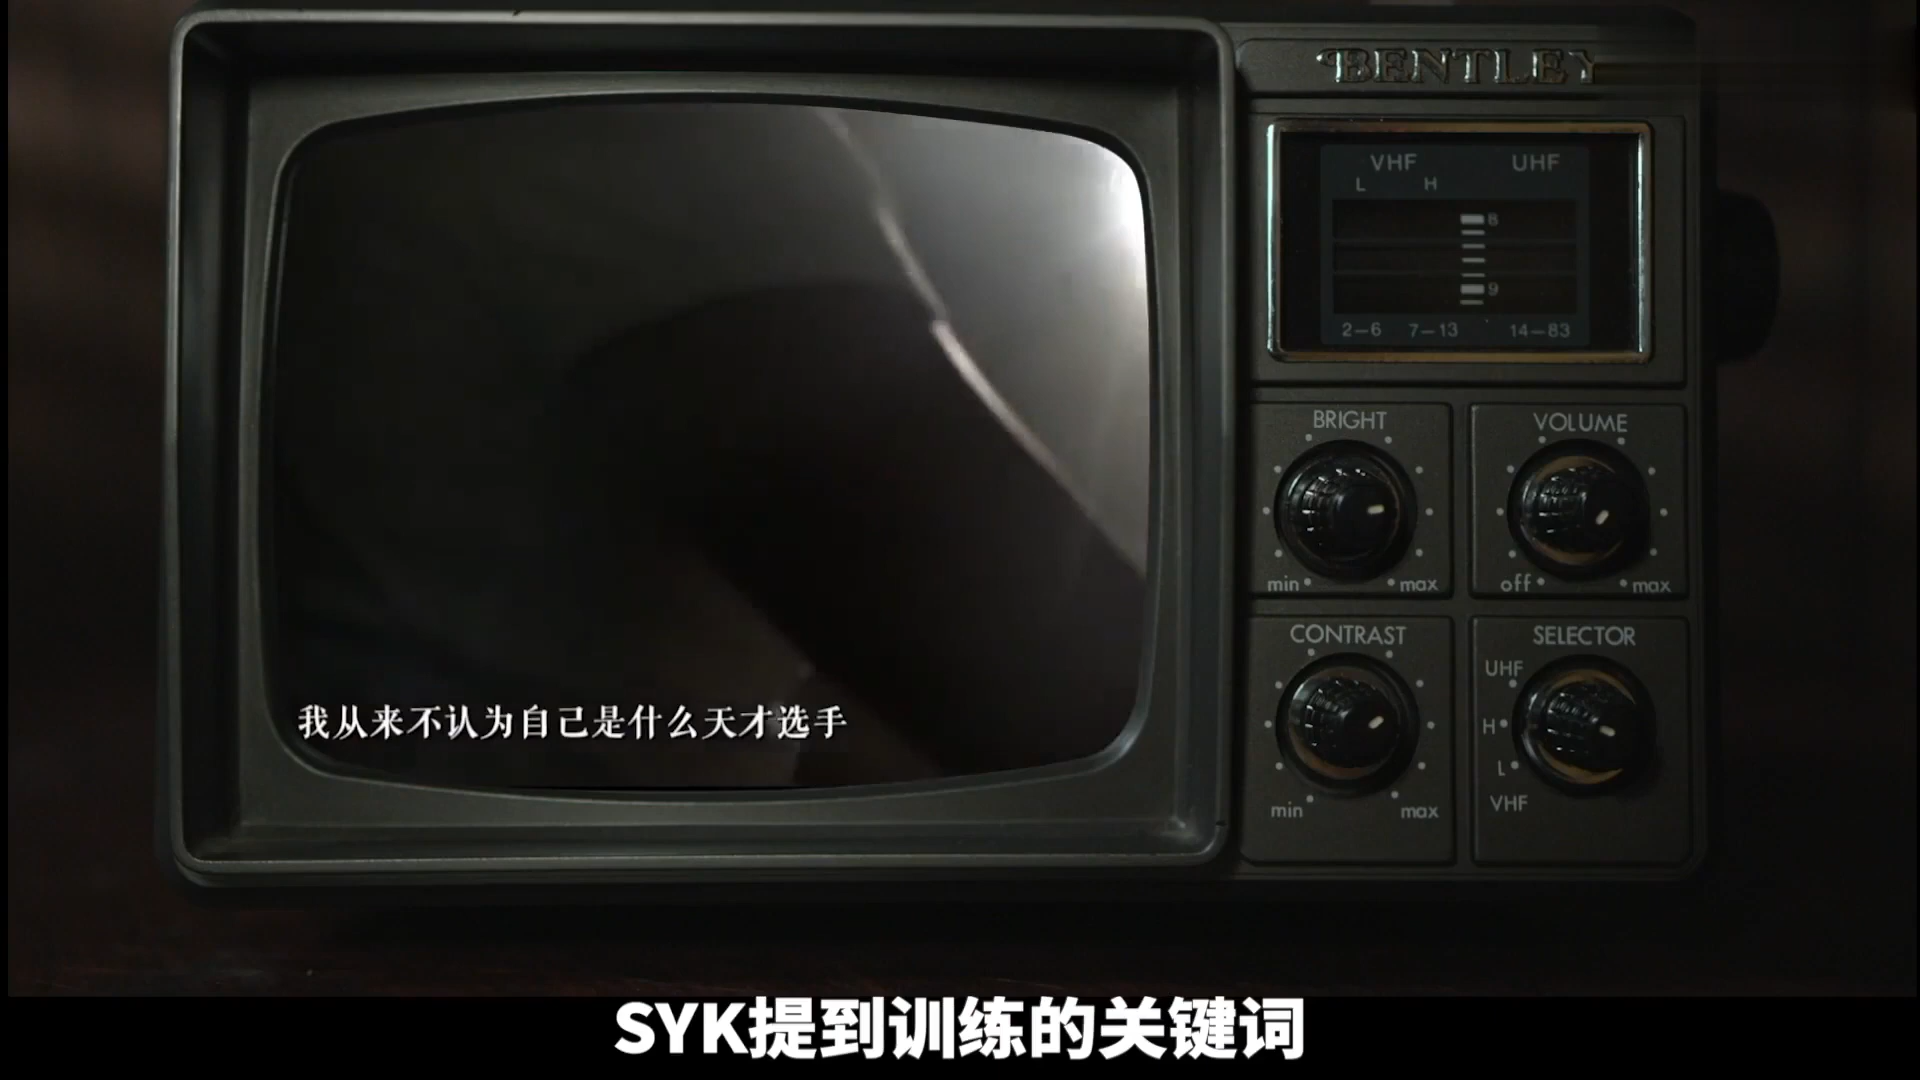 BENTLEY
VHF UHF
L H
8
9
2–6 7–13 14–83
BRIGHT
min max
VOLUME
off max
CONTRAST
min max
SELECTOR
UHF
H
L
VHF
我从来不认为自己是什么天才选手
SYK提到训练的关键词